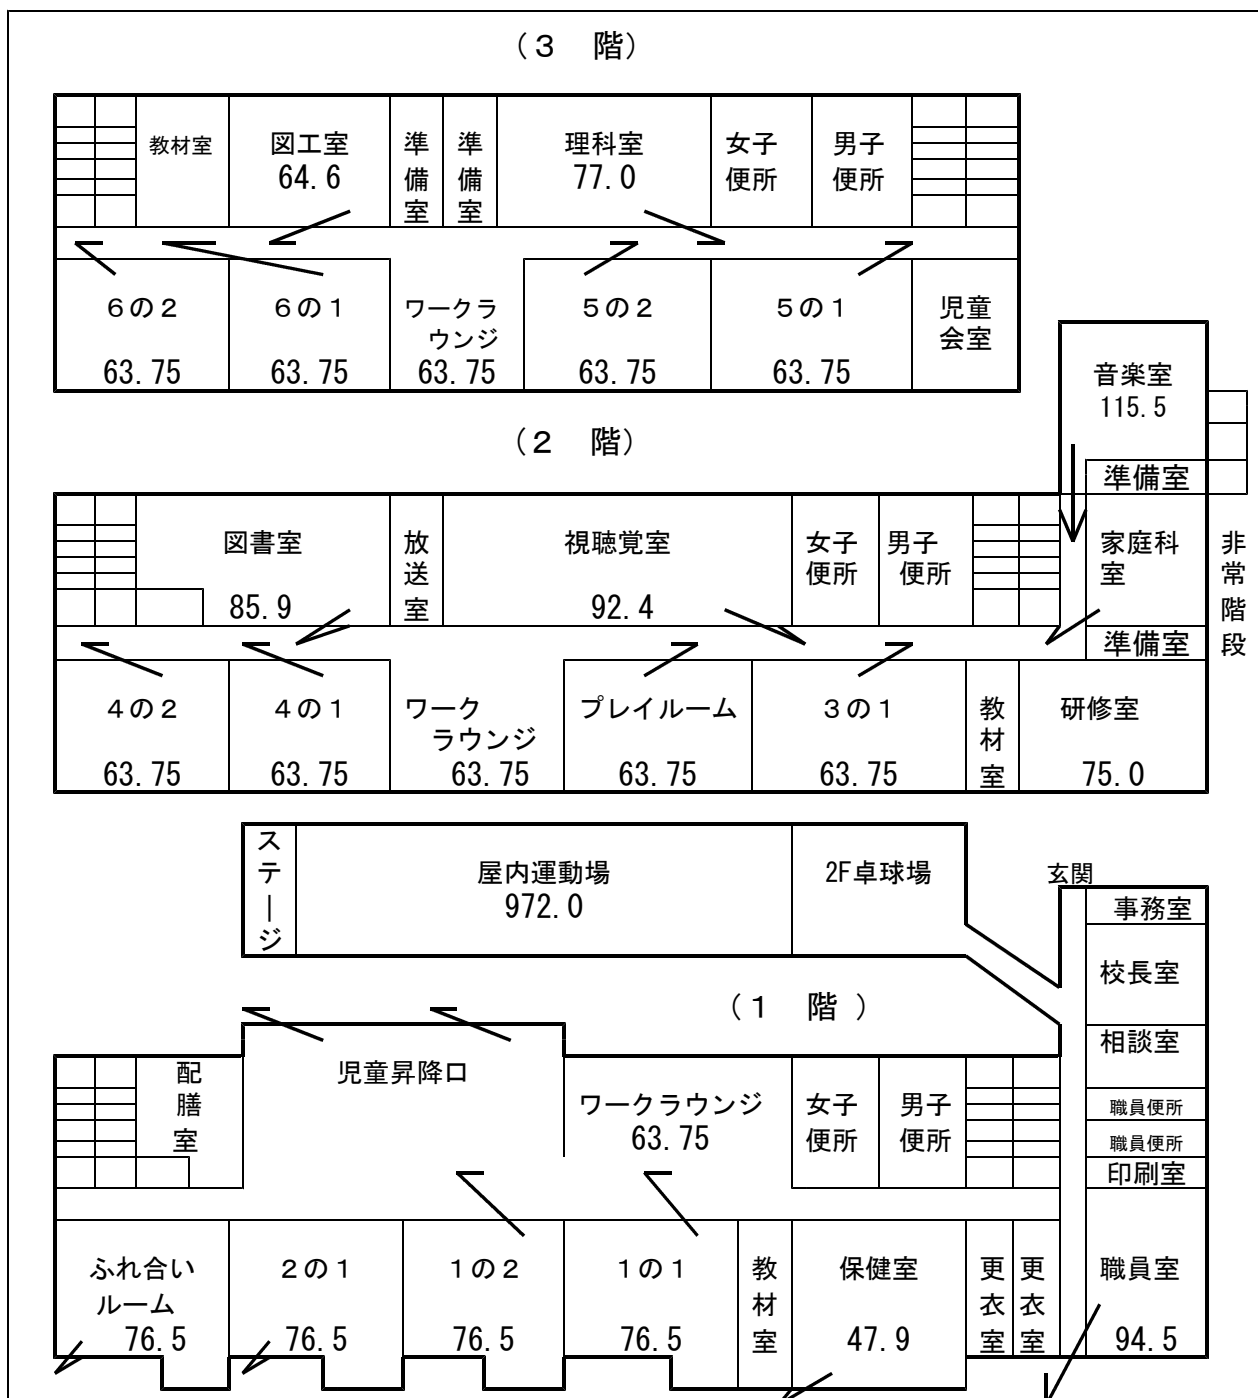 （３　階）
教材室
図工室
64.6
準備室
準備室
理科室
77.0
女子
便所
男子
便所
６の２
63.75
６の１
63.75
ワークラ
ウンジ
63.75
５の２
63.75
５の１
63.75
児童
会室
音楽室
115.5
準備室
（２　階）
図書室
85.9
放送室
視聴覚室
92.4
女子
便所
男子
便所
家庭科
室
準備室
非常階段
４の２
63.75
４の１
63.75
ワーク
ラウンジ
63.75
プレイルーム
63.75
３の１
63.75
教材室
研修室
75.0
ステージ
屋内運動場
972.0
2F卓球場
玄関
事務室
校長室
相談室
職員便所
職員便所
印刷室
（１　階）
配膳室
児童昇降口
ワークラウンジ
63.75
女子
便所
男子
便所
ふれ合い
ルーム
76.5
２の１
76.5
１の２
76.5
１の１
76.5
教材室
保健室
47.9
更衣室
更衣室
職員室
94.5